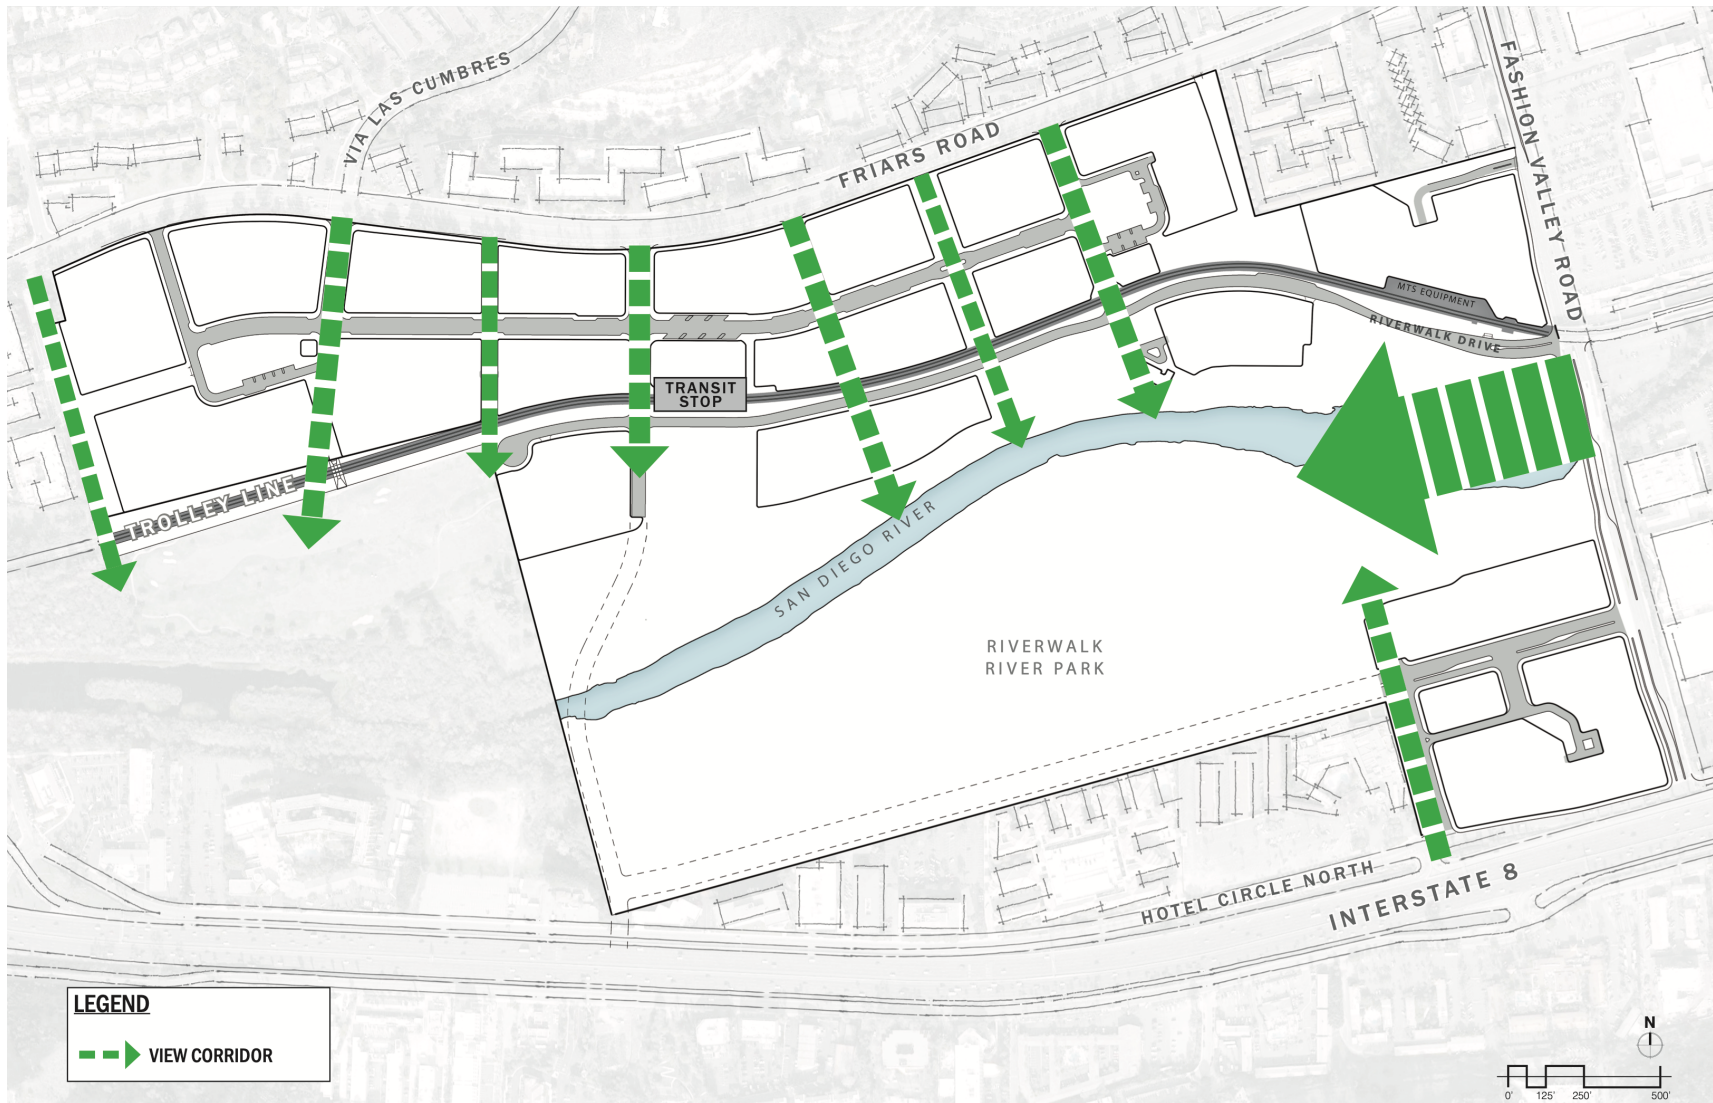 VIA LAS CUMBRES
FRIARS ROAD
FASHION VALLEY ROAD
MTS EQUIPMENT
RIVERWALK DRIVE
TRANSIT
STOP
TROLLEY LINE
SAN DIEGO RIVER
RIVERWALK
RIVER PARK
HOTEL CIRCLE NORTH
INTERSTATE 8
LEGEND
VIEW CORRIDOR
N
0' 125' 250' 500'